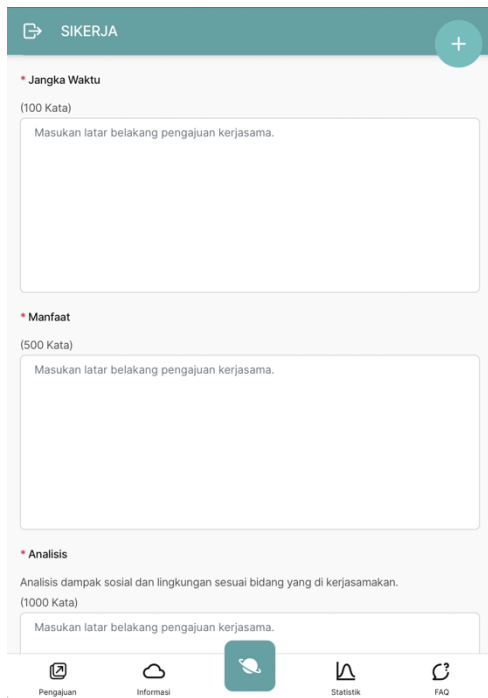 SIKERJA
+
* Jangka Waktu
(100 Kata)
Masukan latar belakang pengajuan kerjasama.
* Manfaat
(500 Kata)
Masukan latar belakang pengajuan kerjasama.
* Analisis
Analisis dampak sosial dan lingkungan sesuai bidang yang di kerjasamakan.
(1000 Kata)
Masukan latar belakang pengajuan kerjasama.
Pengajuan Informasi Statistik FAQ